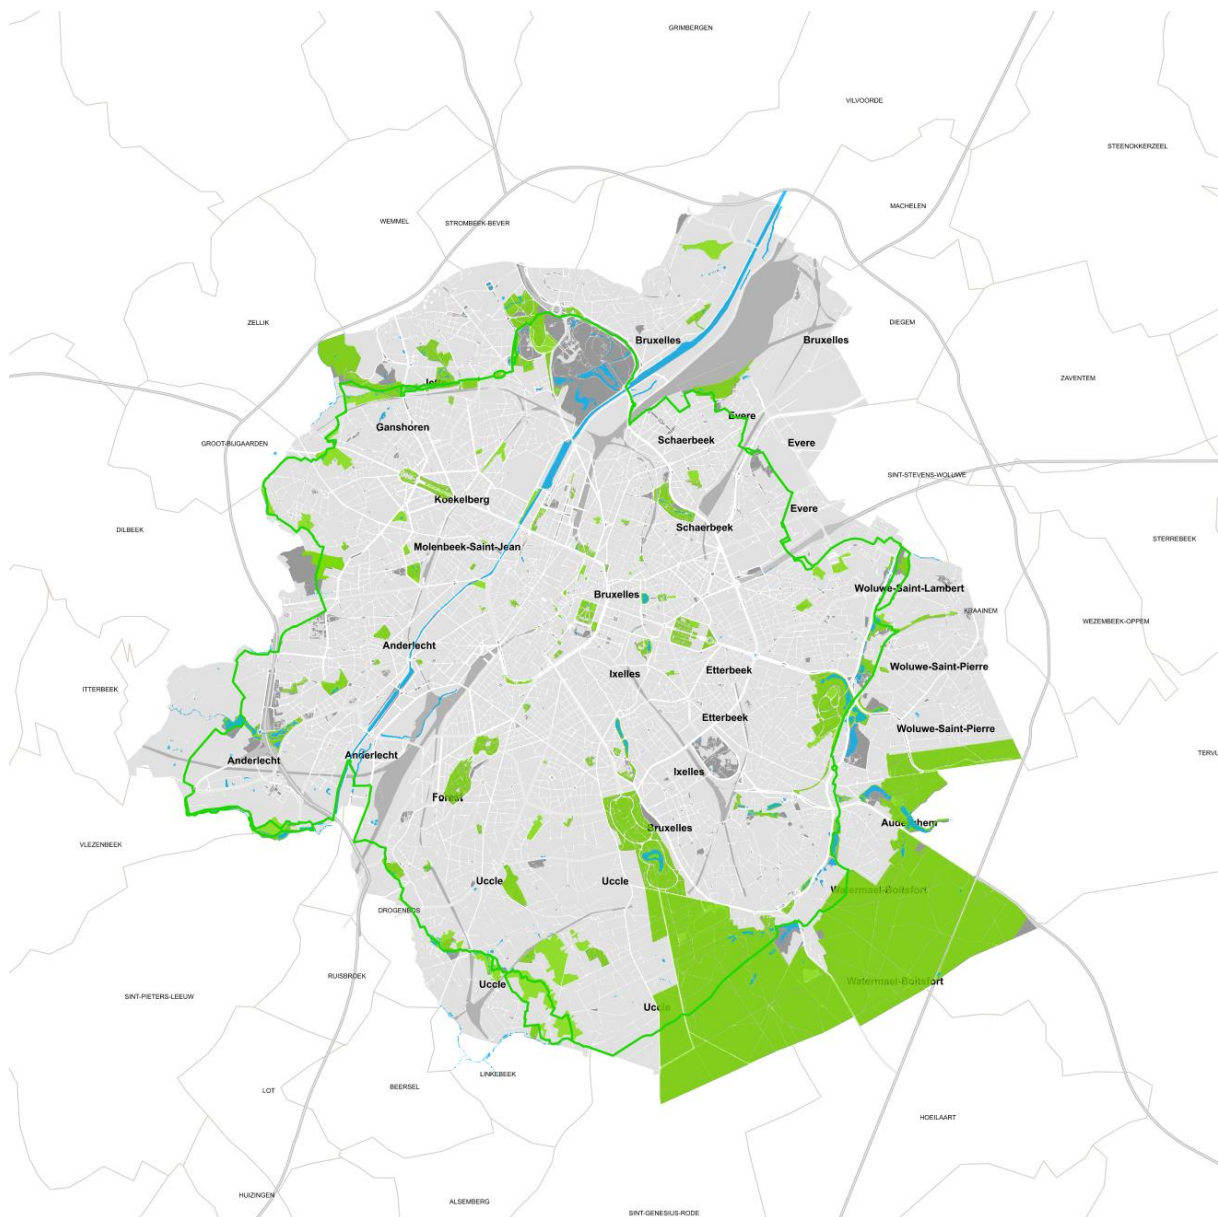 GRIMBERGEN
VILVOORDE
STEENOKKERZEEL
MACHELEN
WEMMEL
STROMBEEK-BEVER
ZELLIK
DIEGEM
Bruxelles
Bruxelles
ZAVENTEM
Jette
Evere
Ganshoren
Schaerbeek
Evere
GROOT-BIJGAARDEN
SINT-STEVENS-WOLUWE
Koekelberg
Evere
DILBEEK
Schaerbeek
STERREBEEK
Molenbeek-Saint-Jean
Woluwe-Saint-Lambert
Bruxelles
KRAAINEM
WEZEMBEEK-OPPEM
Anderlecht
Woluwe-Saint-Pierre
Ixelles
Etterbeek
ITTERBEEK
Etterbeek
Woluwe-Saint-Pierre
TERVU
Anderlecht
Anderlecht
Ixelles
Forest
Auderghem
Bruxelles
VLEZENBEEK
Uccle
Uccle
Watermael-Boitsfort
DROGENBOS
RUISBROEK
Uccle
Watermael-Boitsfort
SINT-PIETERS-LEEUW
Uccle
LINKEBEEK
LOT
BEERSEL
HOEILAART
HUIZINGEN
ALSEMBERG
SINT-GENESIUS-RODE